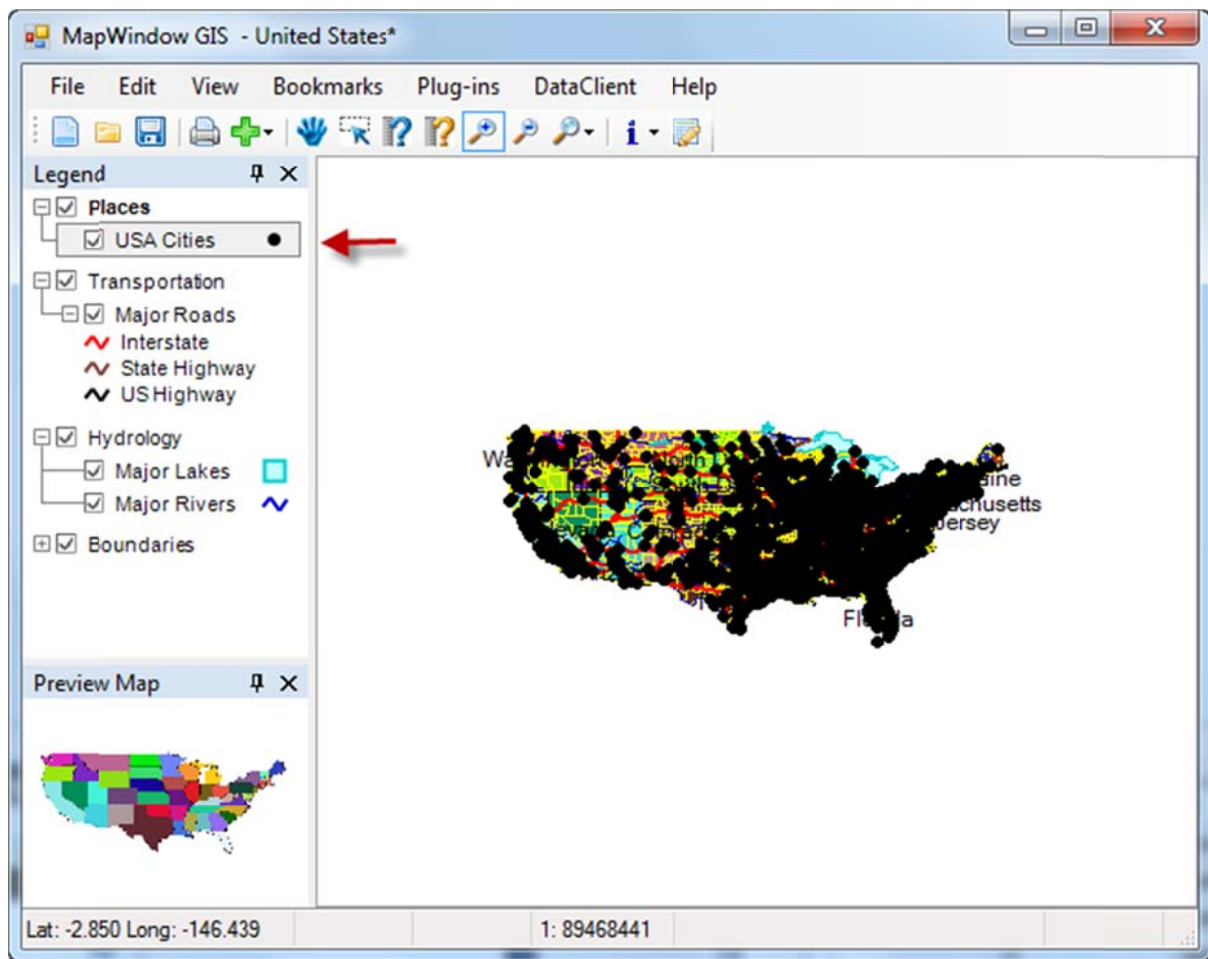 MapWindow GIS - United States*
File Edit View Bookmarks Plug-ins DataClient Help
Legend
Places
USA Cities
Transportation
Major Roads
Interstate
State Highway
US Highway
Hydrology
Major Lakes
Major Rivers
Boundaries
Preview Map
Florida
Lat: -2.850 Long: -146.439
1: 89468441